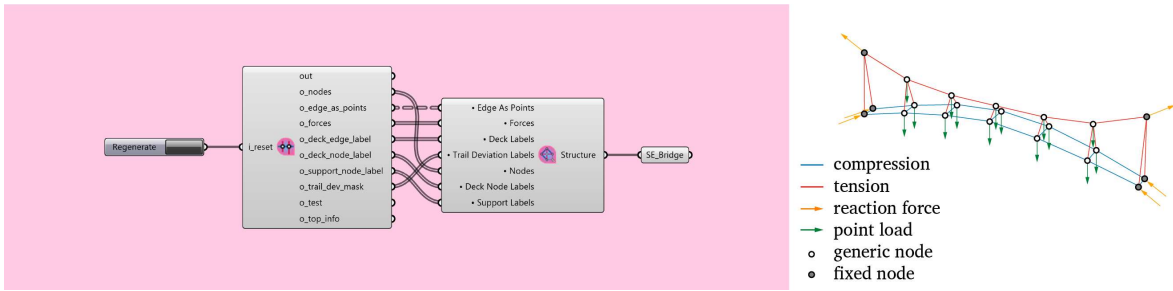 Regenerate
i_reset
out
o_nodes
o_edge_as_points
o_forces
o_deck_edge_label
o_deck_node_label
o_support_node_label
o_trail_dev_mask
o_test
o_top_info
• Edge As Points
• Forces
• Deck Labels
• Trail Deviation Labels
• Nodes
• Deck Node Labels
• Support Labels
Structure
SE_Bridge
compression
tension
reaction force
point load
generic node
fixed node